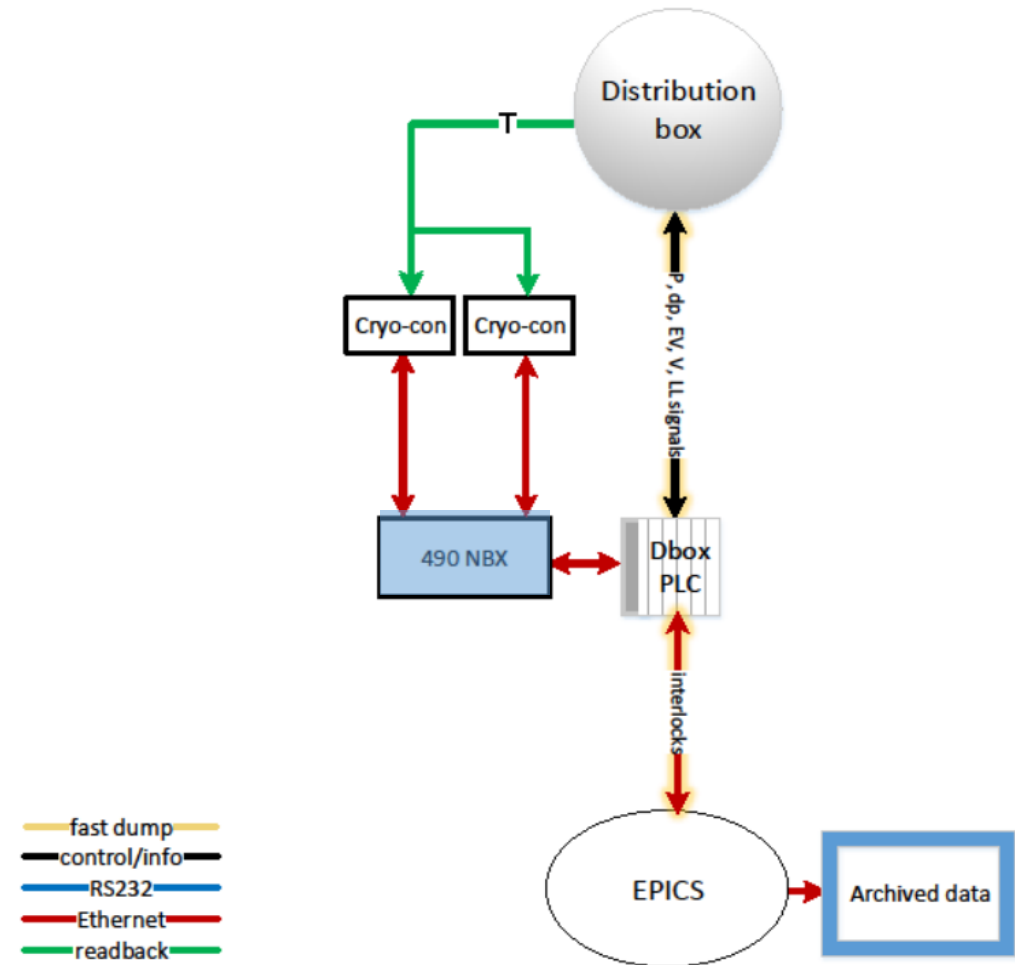 Distribution
box
T
Cryo-con
Cryo-con
P, dp, EV, V, LL signals
490 NBX
Dbox
PLC
interlocks
EPICS
Archived data
fast dump
control/info
RS232
Ethernet
readback